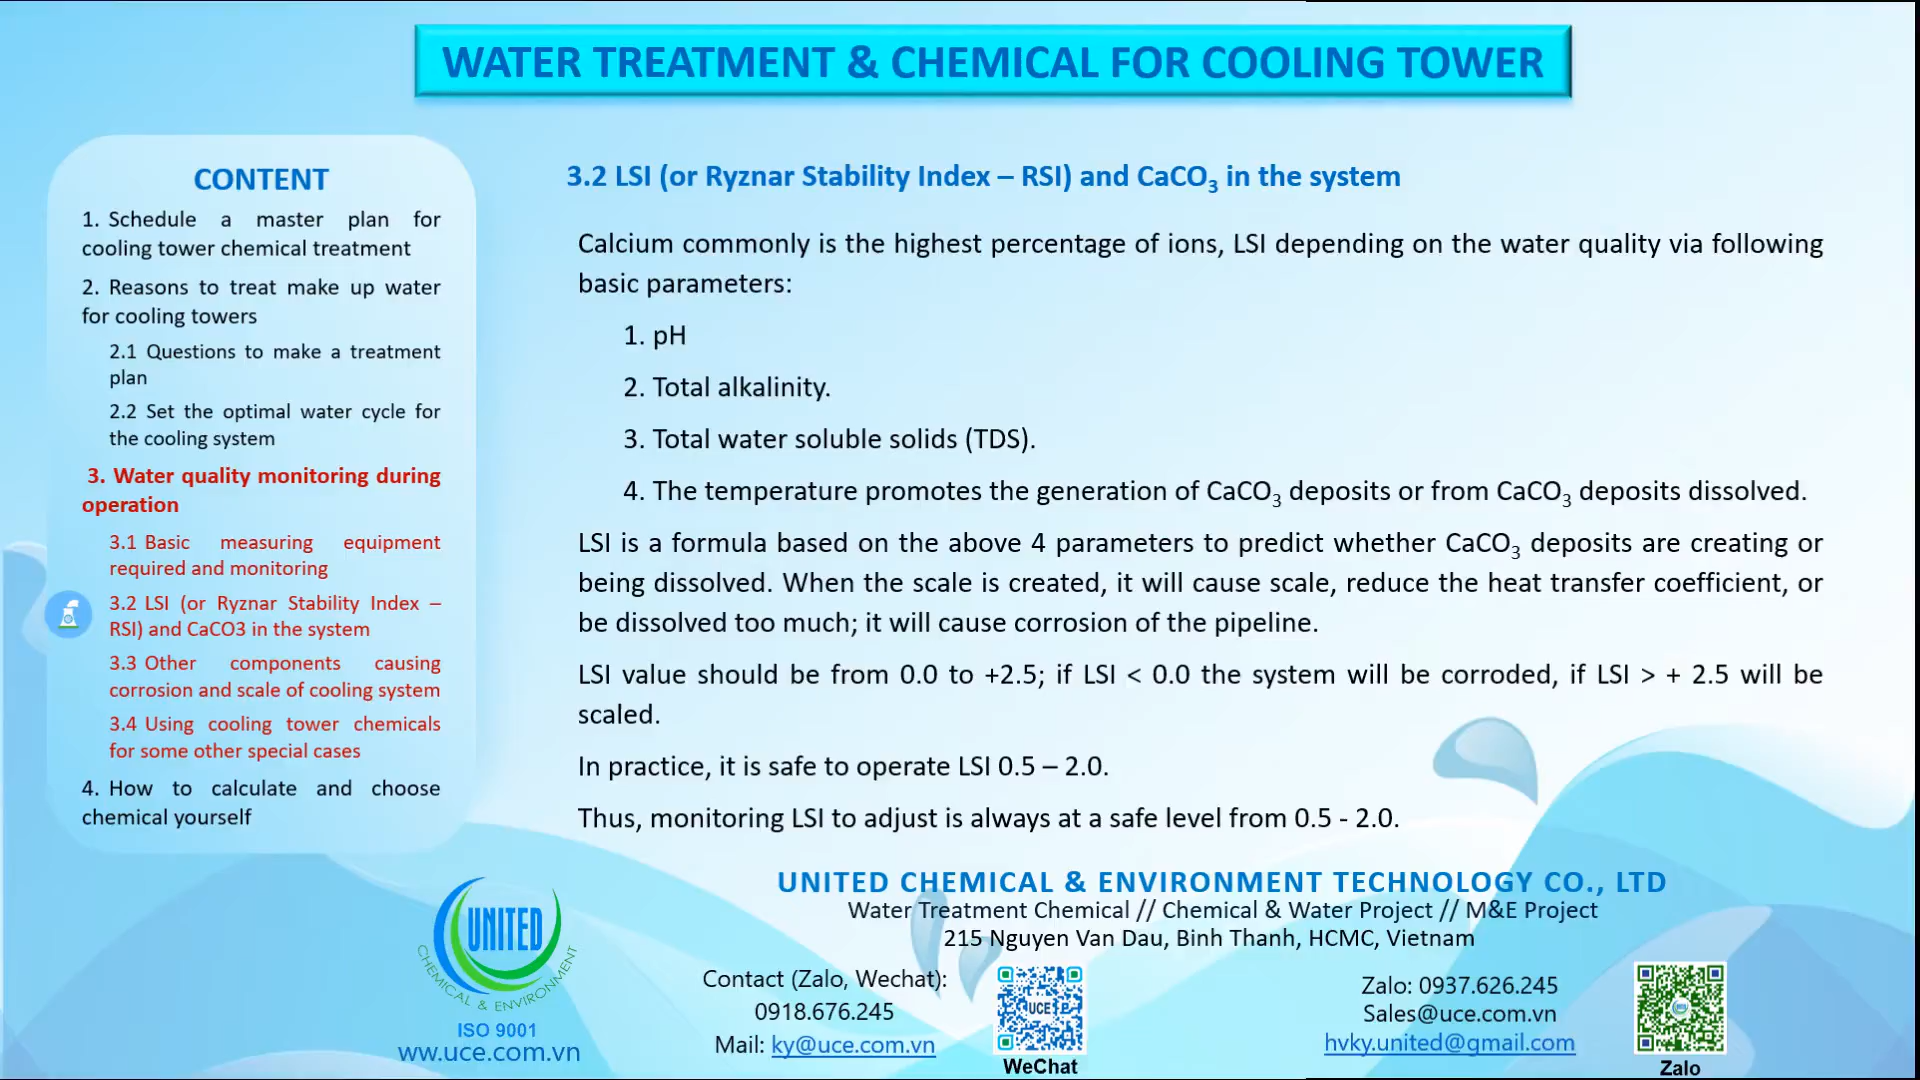 WATER TREATMENT & CHEMICAL FOR COOLING TOWER
CONTENT
1. Schedule a master plan for
cooling tower chemical treatment
2. Reasons to treat make up water
for cooling towers
2.1 Questions to make a treatment
plan
2.2 Set the optimal water cycle for
the cooling system
3. Water quality monitoring during
operation
3.1 Basic measuring equipment
required and monitoring
3.2 LSI (or Ryznar Stability Index –
RSI) and CaCO3 in the system
3.3 Other components causing
corrosion and scale of cooling system
3.4 Using cooling tower chemicals
for some other special cases
4. How to calculate and choose
chemical yourself
3.2 LSI (or Ryznar Stability Index – RSI) and CaCO₃ in the system
Calcium commonly is the highest percentage of ions, LSI depending on the water quality via following
basic parameters:
1. pH
2. Total alkalinity.
3. Total water soluble solids (TDS).
4. The temperature promotes the generation of CaCO₃ deposits or from CaCO₃ deposits dissolved.
LSI is a formula based on the above 4 parameters to predict whether CaCO₃ deposits are creating or
being dissolved. When the scale is created, it will cause scale, reduce the heat transfer coefficient, or
be dissolved too much; it will cause corrosion of the pipeline.
LSI value should be from 0.0 to +2.5; if LSI < 0.0 the system will be corroded, if LSI > + 2.5 will be
scaled.
In practice, it is safe to operate LSI 0.5 – 2.0.
Thus, monitoring LSI to adjust is always at a safe level from 0.5 - 2.0.
UNITED
CHEMICAL & ENVIRONMENT
ISO 9001
ww.uce.com.vn
UNITED CHEMICAL & ENVIRONMENT TECHNOLOGY CO., LTD
Water Treatment Chemical // Chemical & Water Project // M&E Project
215 Nguyen Van Dau, Binh Thanh, HCMC, Vietnam
Contact (Zalo, Wechat):
0918.676.245
Mail: ky@uce.com.vn
UCE
WeChat
Zalo: 0937.626.245
Sales@uce.com.vn
hvky.united@gmail.com
Zalo